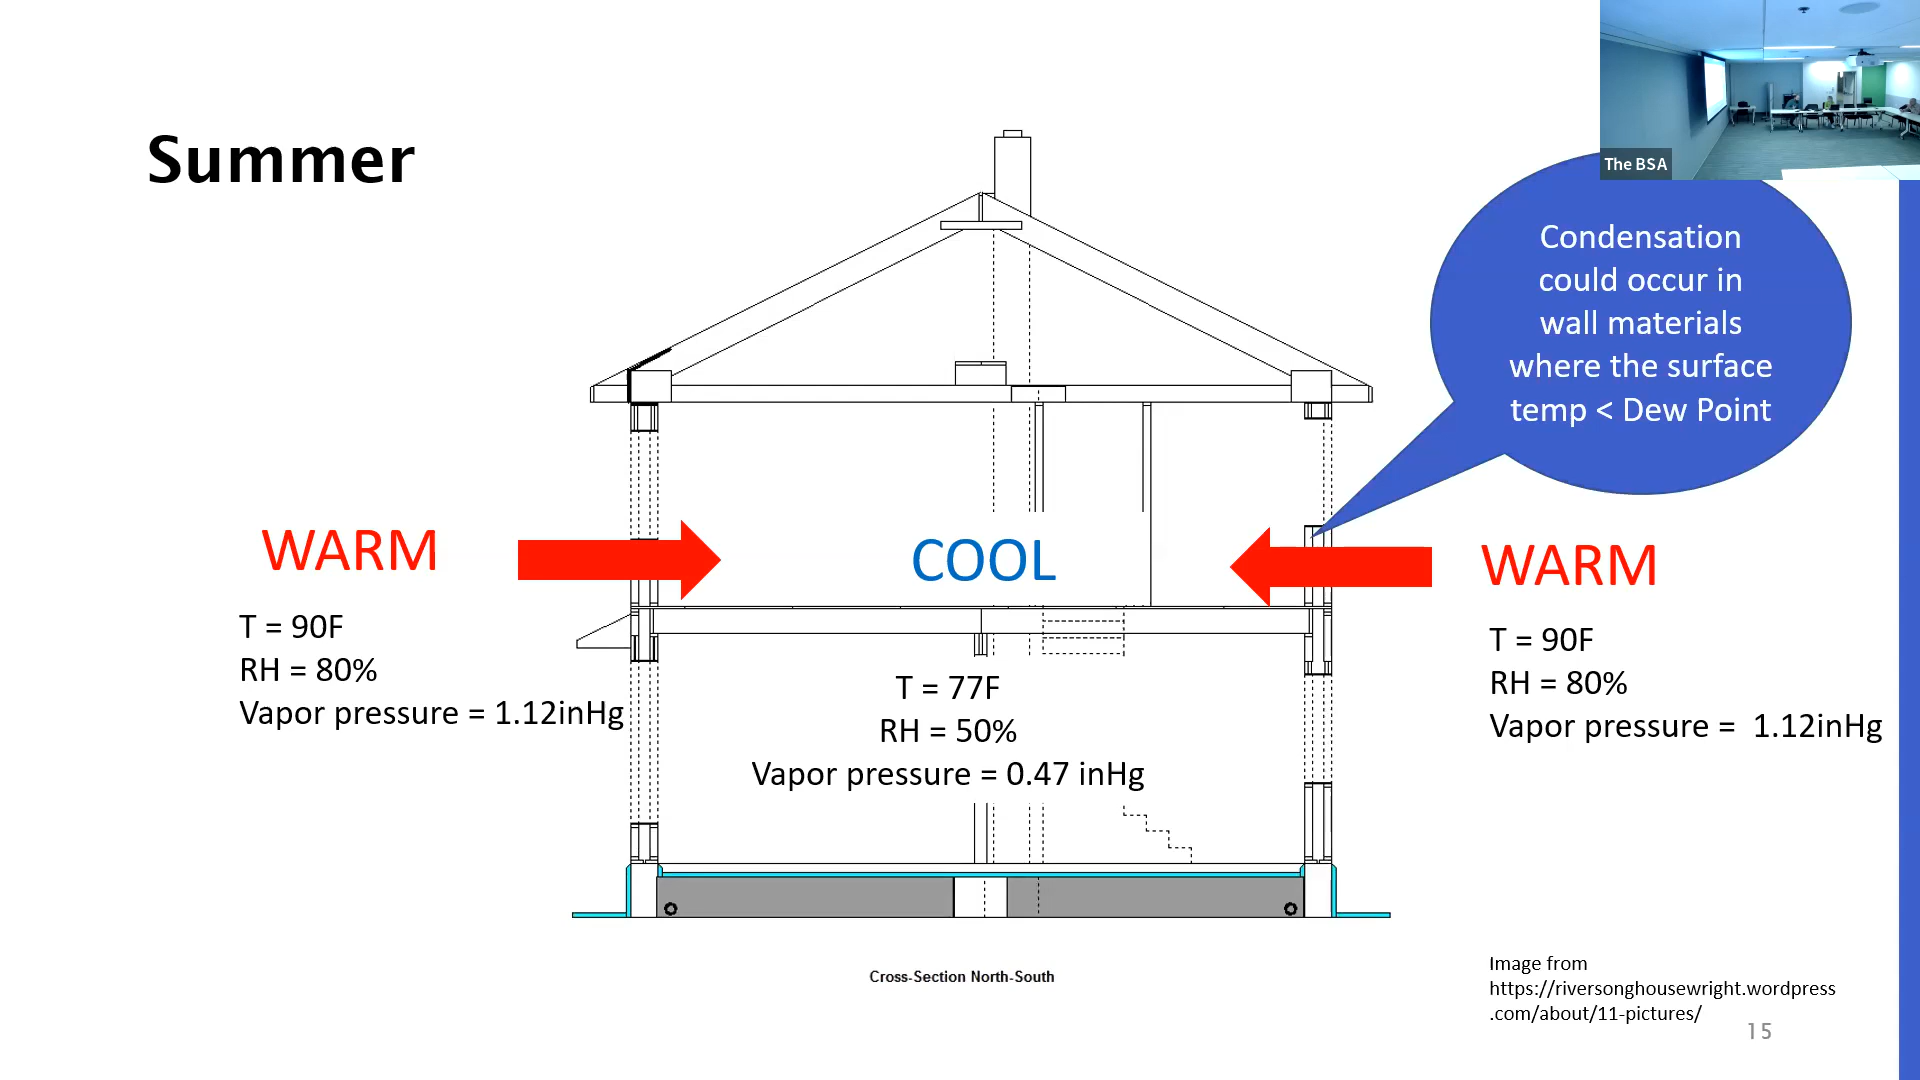 Summer
The BSA
Condensation
could occur in
wall materials
where the surface
temp < Dew Point
WARM
COOL
WARM
T = 90F
RH = 80%
Vapor pressure = 1.12inHg
T = 77F
RH = 50%
Vapor pressure = 0.47 inHg
T = 90F
RH = 80%
Vapor pressure = 1.12inHg
Cross-Section North-South
Image from
https://riversonghousewright.wordpress
.com/about/11-pictures/
15